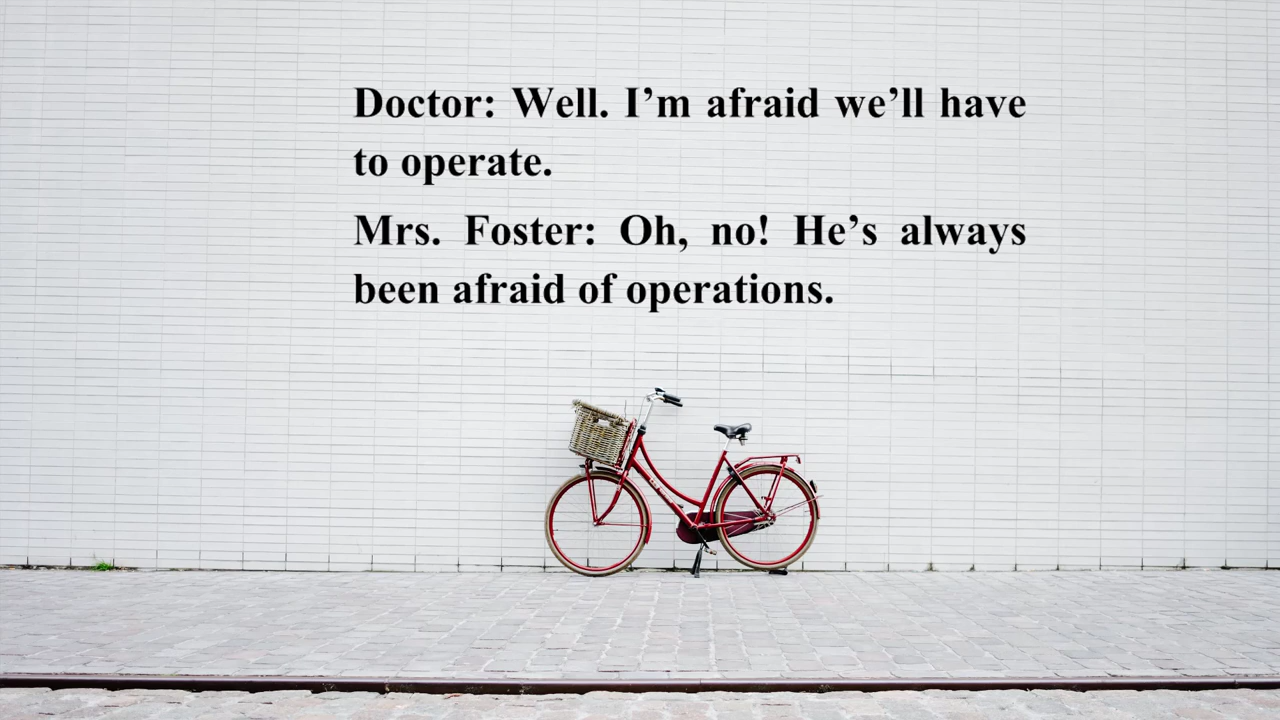 Doctor: Well. I’m afraid we’ll have
to operate.
Mrs. Foster: Oh, no! He’s always
been afraid of operations.